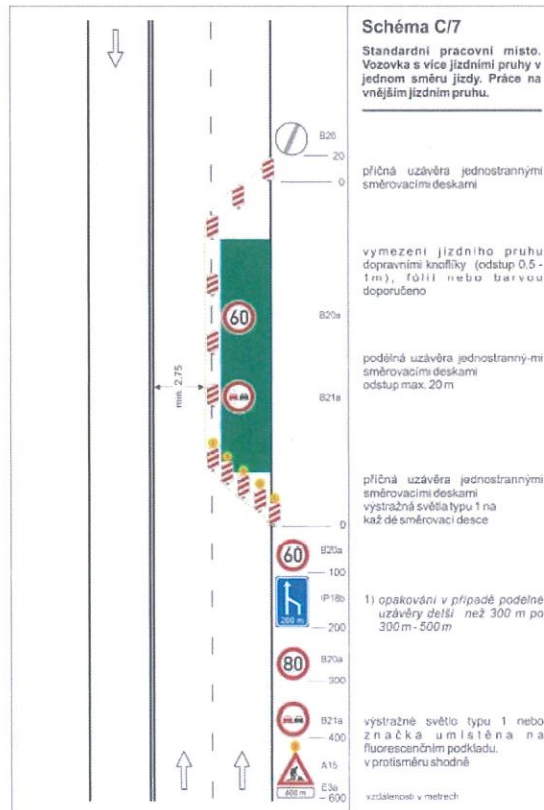 Schéma C/7
Standardní pracovní místo.
Vozovka s více jízdními pruhy v
jednom směru jízdy. Práce na
vnějším jízdním pruhu.
B26
20
0
příčná uzávěra jednostrannými
směrovacími deskami
vymezení jízdního pruhu
dopravními knoflíky (odstup 0,5 -
1m), fólií nebo barvou
doporučeno
60
B20a
podélná uzávěra jednostranný-mi
směrovacími deskami
odstup max. 20 m
min. 2,75
B21a
příčná uzávěra jednostrannými
směrovacími deskami
výstražná světla typu 1 na
kaž dé směrovací desce
0
60
B20a
100
IP18b
200 m
200
1) opakování v případě podélné
uzávěry delší než 300 m po
300 m - 500 m
80
B20a
300
B21a
400
výstražné světlo typu 1 nebo
značka umístěna na
fluorescenčním podkladu.
v protisměru shodně
A15
E3a
600 m
600
vzdálenosti v metrech